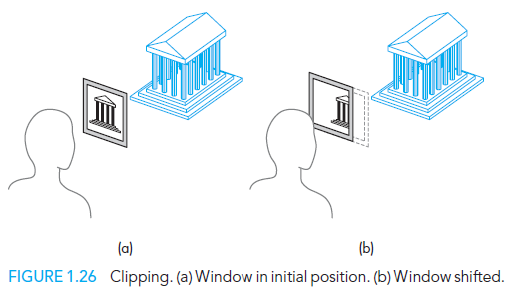 (a)
(b)
FIGURE 1.26 Clipping. (a) Window in initial position. (b) Window shifted.